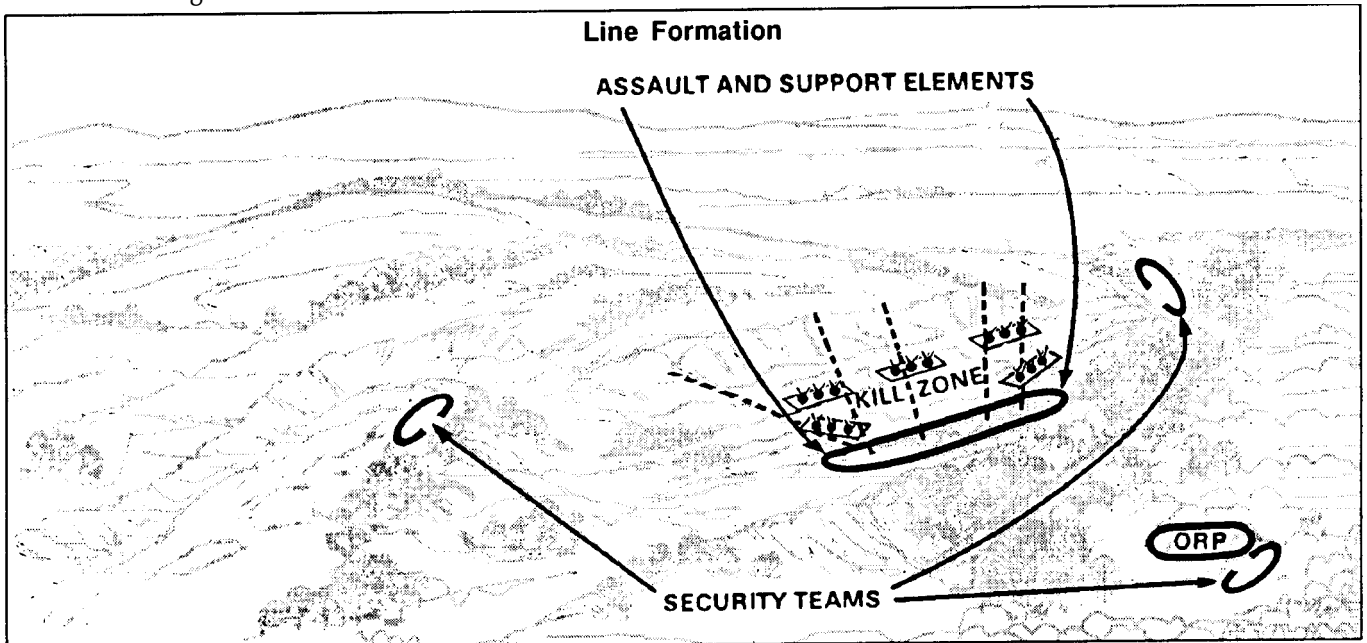 Line Formation
ASSAULT AND SUPPORT ELEMENTS
KILL ZONE
ORP
SECURITY TEAMS